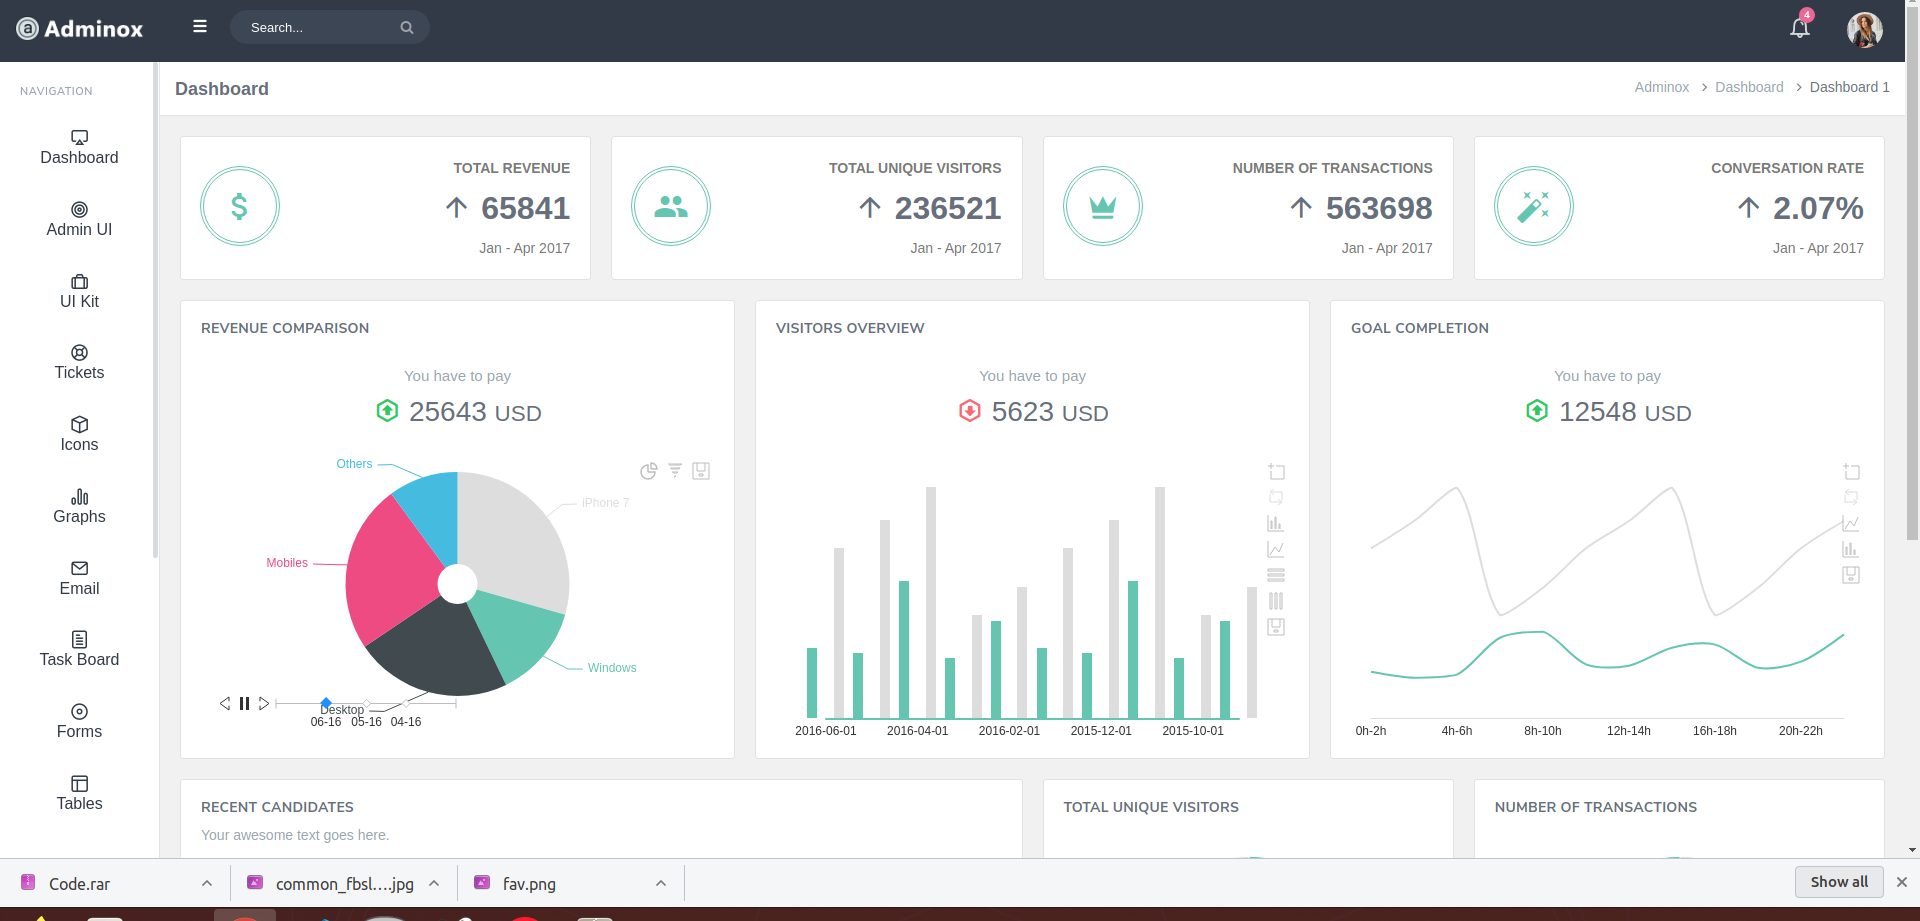 a Adminox
Search...
4
NAVIGATION
Dashboard
Admin UI
UI Kit
Tickets
Icons
Graphs
Email
Task Board
Forms
Tables
Dashboard
Adminox > Dashboard > Dashboard 1
TOTAL REVENUE
65841
Jan - Apr 2017
TOTAL UNIQUE VISITORS
236521
Jan - Apr 2017
NUMBER OF TRANSACTIONS
563698
Jan - Apr 2017
CONVERSATION RATE
2.07%
Jan - Apr 2017
REVENUE COMPARISON
You have to pay
25643 USD
Others
iPhone 7
Mobiles
Windows
Desktop
06-16 05-16 04-16
VISITORS OVERVIEW
You have to pay
5623 USD
2016-06-01 2016-04-01 2016-02-01 2015-12-01 2015-10-01
GOAL COMPLETION
You have to pay
12548 USD
0h-2h 4h-6h 8h-10h 12h-14h 16h-18h 20h-22h
RECENT CANDIDATES
Your awesome text goes here.
TOTAL UNIQUE VISITORS
NUMBER OF TRANSACTIONS
Code.rar
common_fbsl....jpg
fav.png
Show all